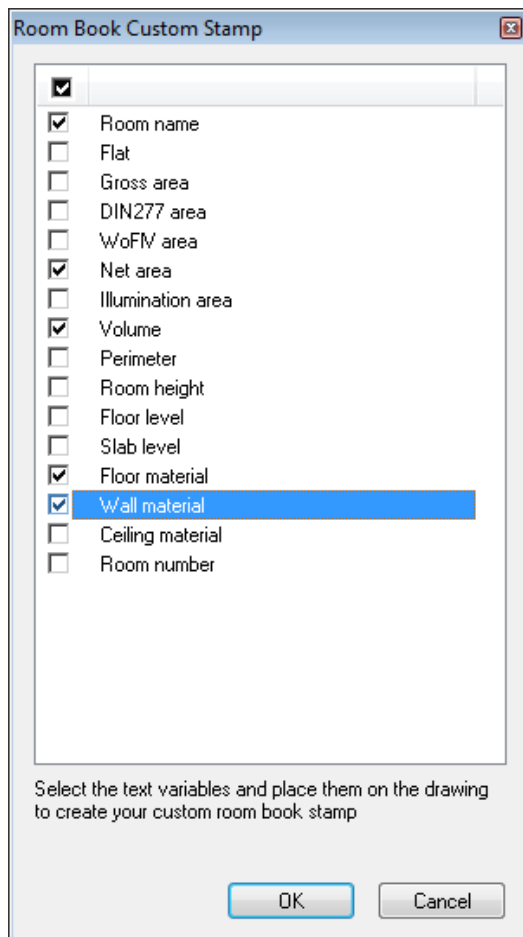 Room Book Custom Stamp
Room name
Flat
Gross area
DIN277 area
WoFIV area
Net area
Illumination area
Volume
Perimeter
Room height
Floor level
Slab level
Floor material
Wall material
Ceiling material
Room number
Select the text variables and place them on the drawing
to create your custom room book stamp
OK
Cancel